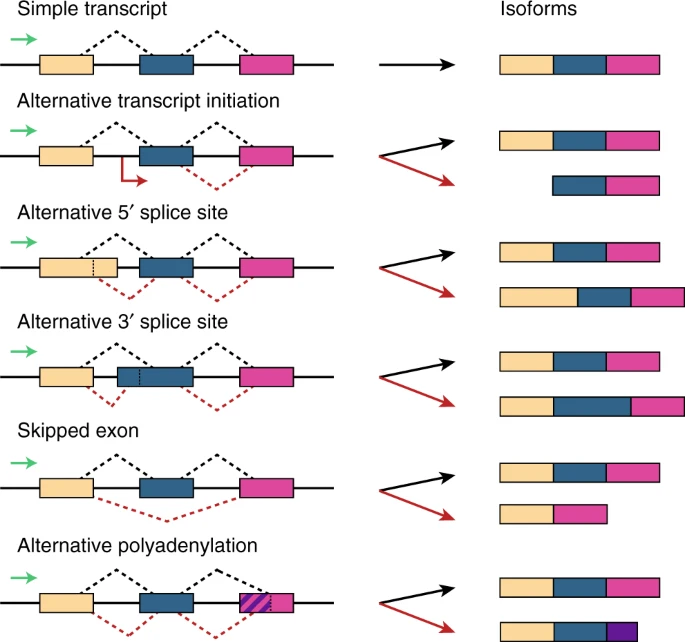 Simple transcript
Isoforms
Alternative transcript initiation
Alternative 5′ splice site
Alternative 3′ splice site
Skipped exon
Alternative polyadenylation